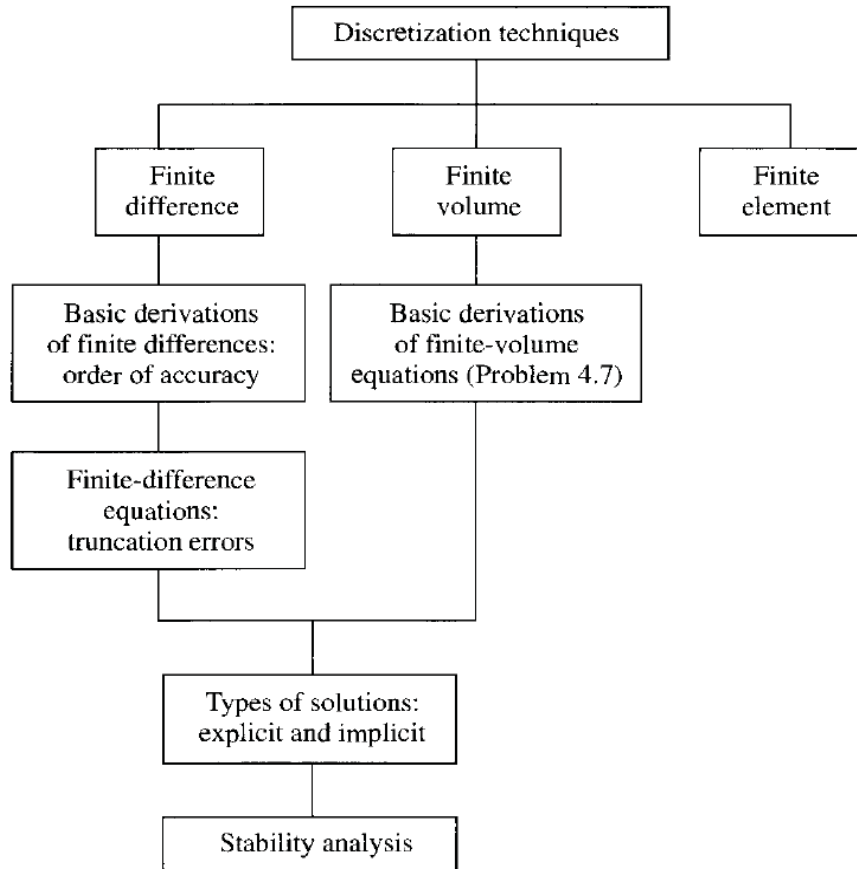 Discretization techniques
Finite
difference
Finite
volume
Finite
element
Basic derivations
of finite differences:
order of accuracy
Basic derivations
of finite-volume
equations (Problem 4.7)
Finite-difference
equations:
truncation errors
Types of solutions:
explicit and implicit
Stability analysis